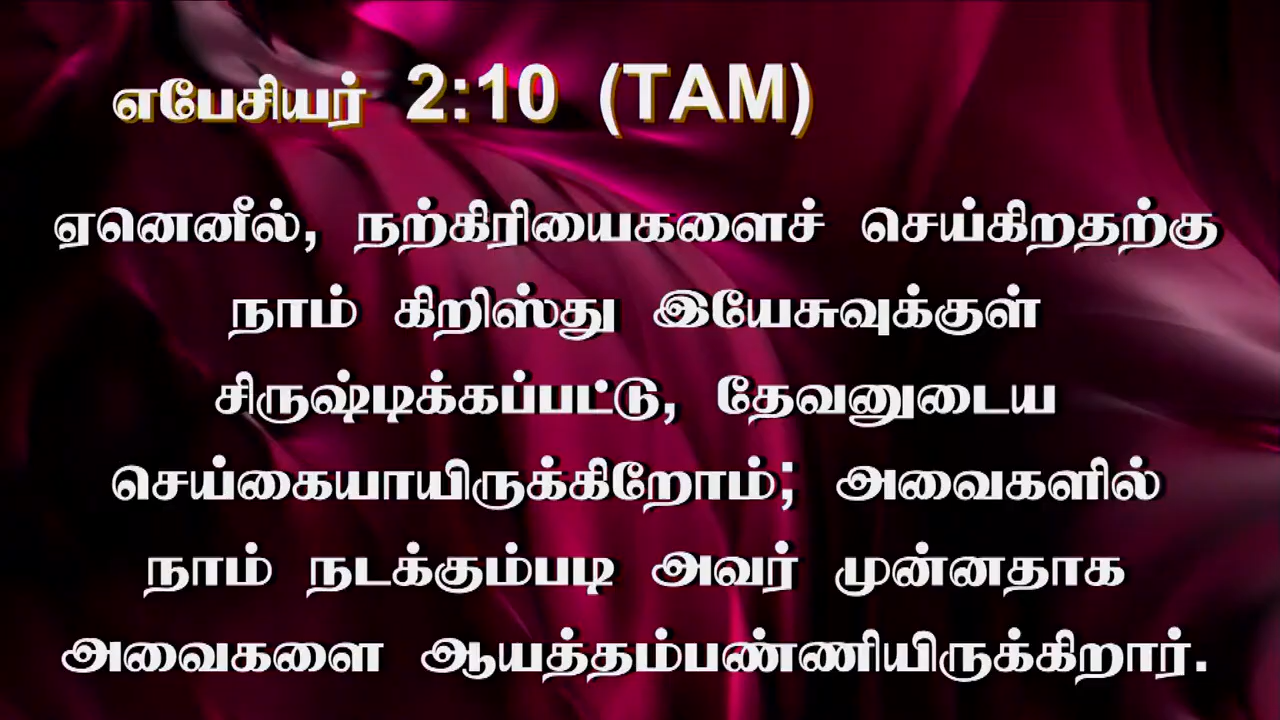 எபேசியர் 2:10 (TAM)
ஏனெனில், நற்கிரியைகளைச் செய்கிறதற்கு
நாம் கிறிஸ்து இயேசுவுக்குள்
சிருஷ்டிக்கப்பட்டு, தேவனுடைய
செய்கையாயிருக்கிறோம்; அவைகளில்
நாம் நடக்கும்படி அவர் முன்னதாக
அவைகளை ஆயத்தம்பண்ணியிருக்கிறார்.